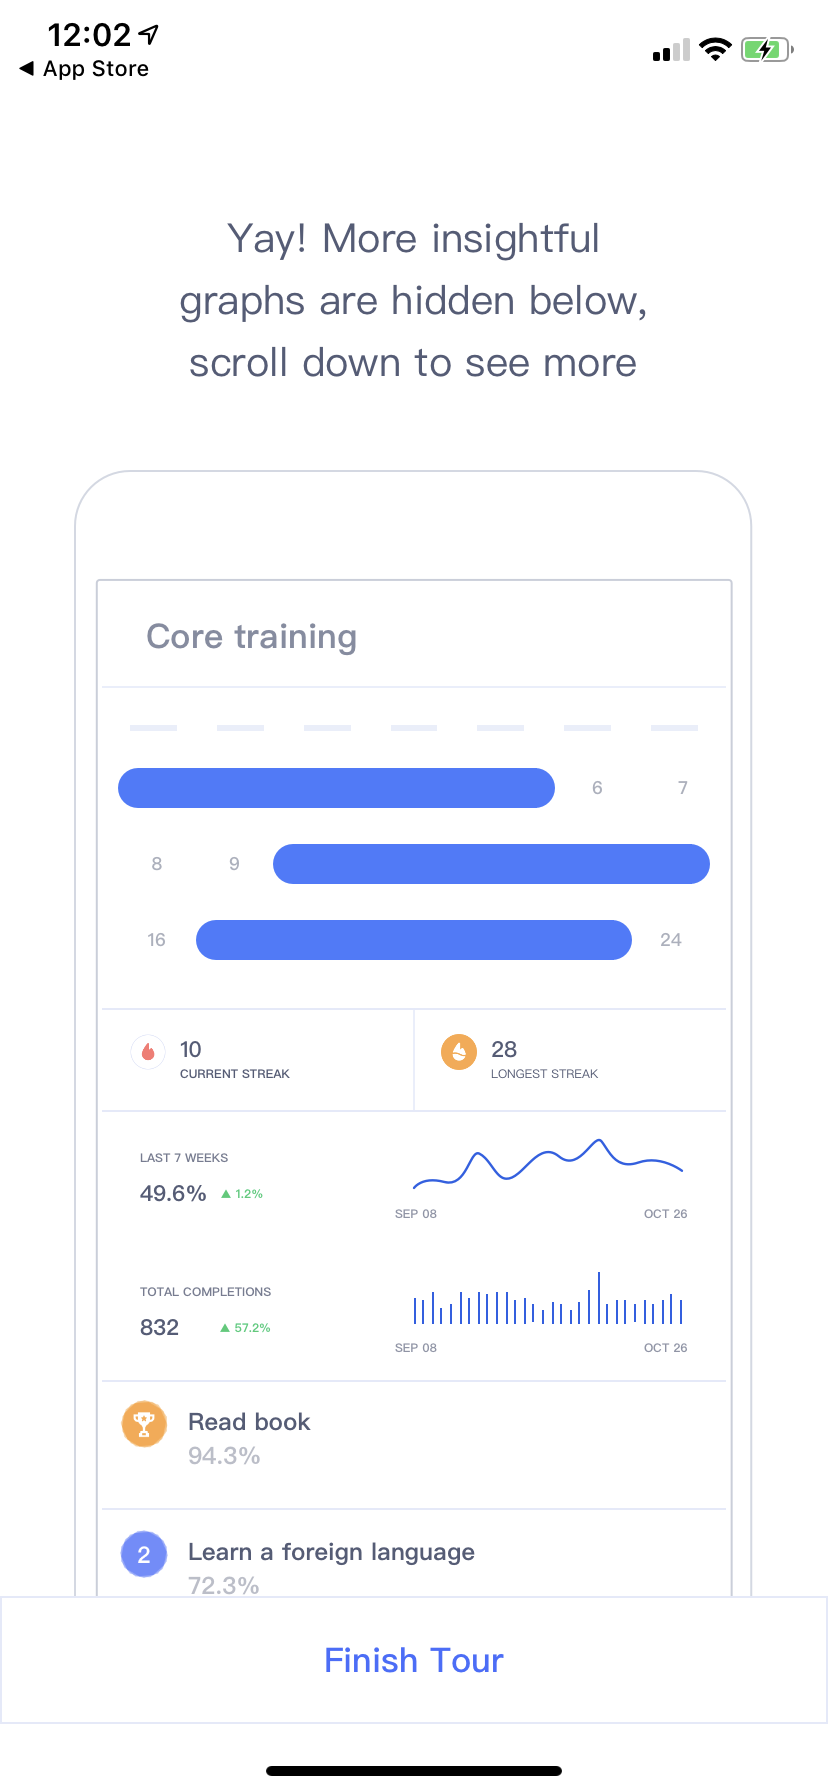 12:02
◀ App Store
Yay! More insightful
graphs are hidden below,
scroll down to see more
Core training
6 7
8 9
16 24
10
CURRENT STREAK
28
LONGEST STREAK
LAST 7 WEEKS
49.6% ▲ 1.2%
SEP 08 OCT 26
TOTAL COMPLETIONS
832 ▲ 57.2%
SEP 08 OCT 26
Read book
94.3%
2 Learn a foreign language
72.3%
Finish Tour